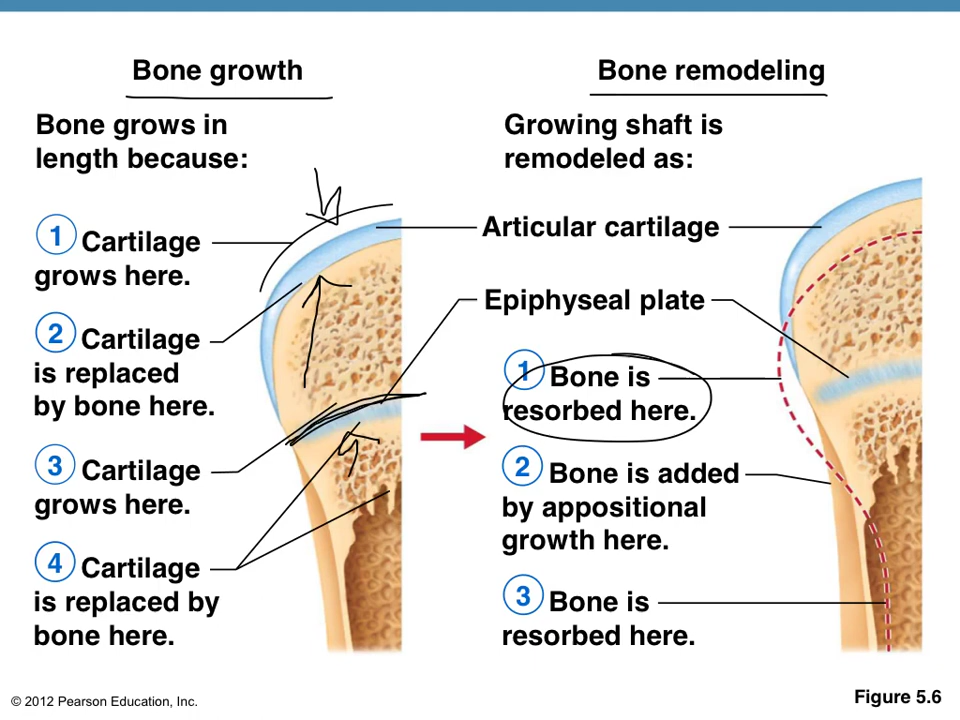 Bone growth
Bone remodeling
Bone grows in
length because:
Growing shaft is
remodeled as:
1 Cartilage
grows here.
2 Cartilage
is replaced
by bone here.
3 Cartilage
grows here.
4 Cartilage
is replaced by
bone here.
Articular cartilage
Epiphyseal plate
1 Bone is
resorbed here.
2 Bone is added
by appositional
growth here.
3 Bone is
resorbed here.
© 2012 Pearson Education, Inc.
Figure 5.6